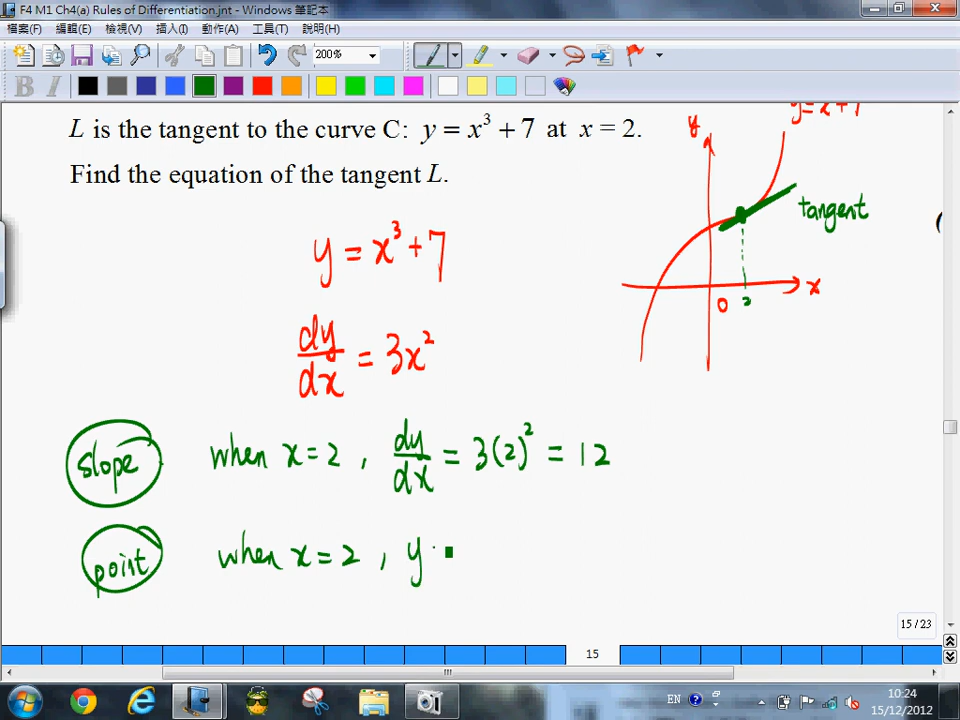 F4 M1 Ch4(a) Rules of Differentiation.jnt - Windows 筆記本
檔案(F) 編輯(E) 檢視(V) 插入(I) 動作(A) 工具(T) 說明(H)
200%
B I
L is the tangent to the curve C: y = x³ + 7 at x = 2.
Find the equation of the tangent L.
y = x³ + 7
dy/dx = 3x²
y
tangent
0 2 x
slope when x = 2 , dy/dx = 3(2)² = 12
point when x = 2 , y
15/23
15
EN
10:24
15/12/2012